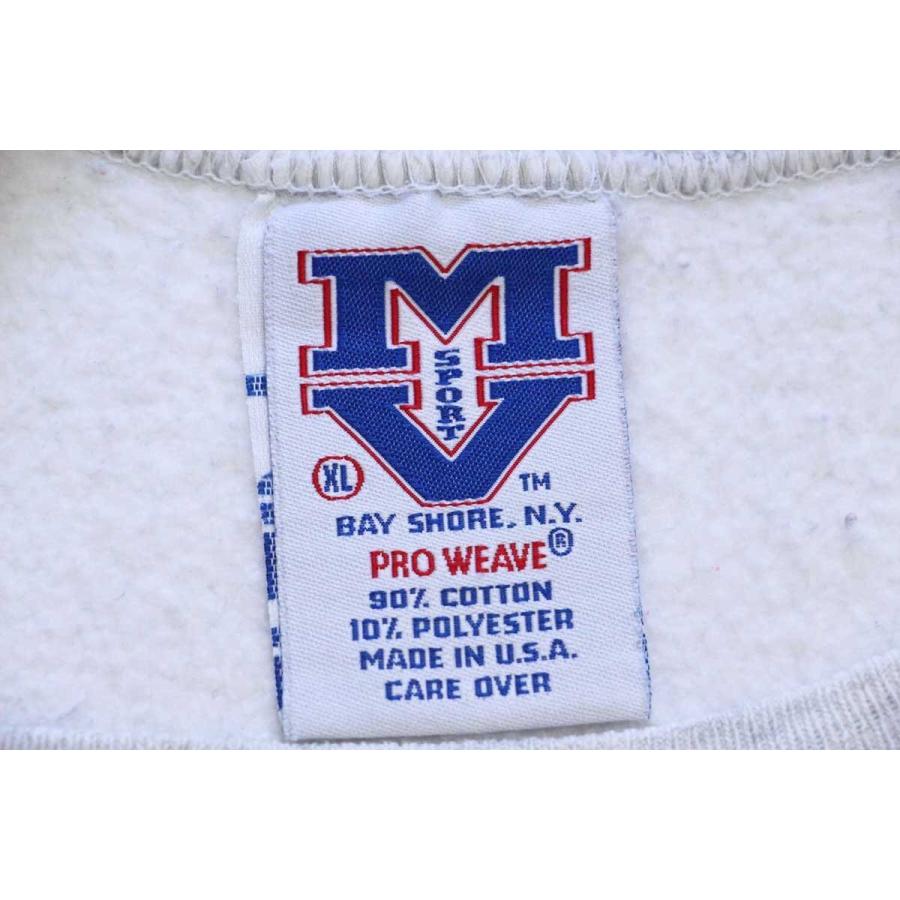 M
SPORT
V
XL
TM
BAY SHORE, N.Y.
PRO WEAVE®
90% COTTON
10% POLYESTER
MADE IN U.S.A.
CARE OVER